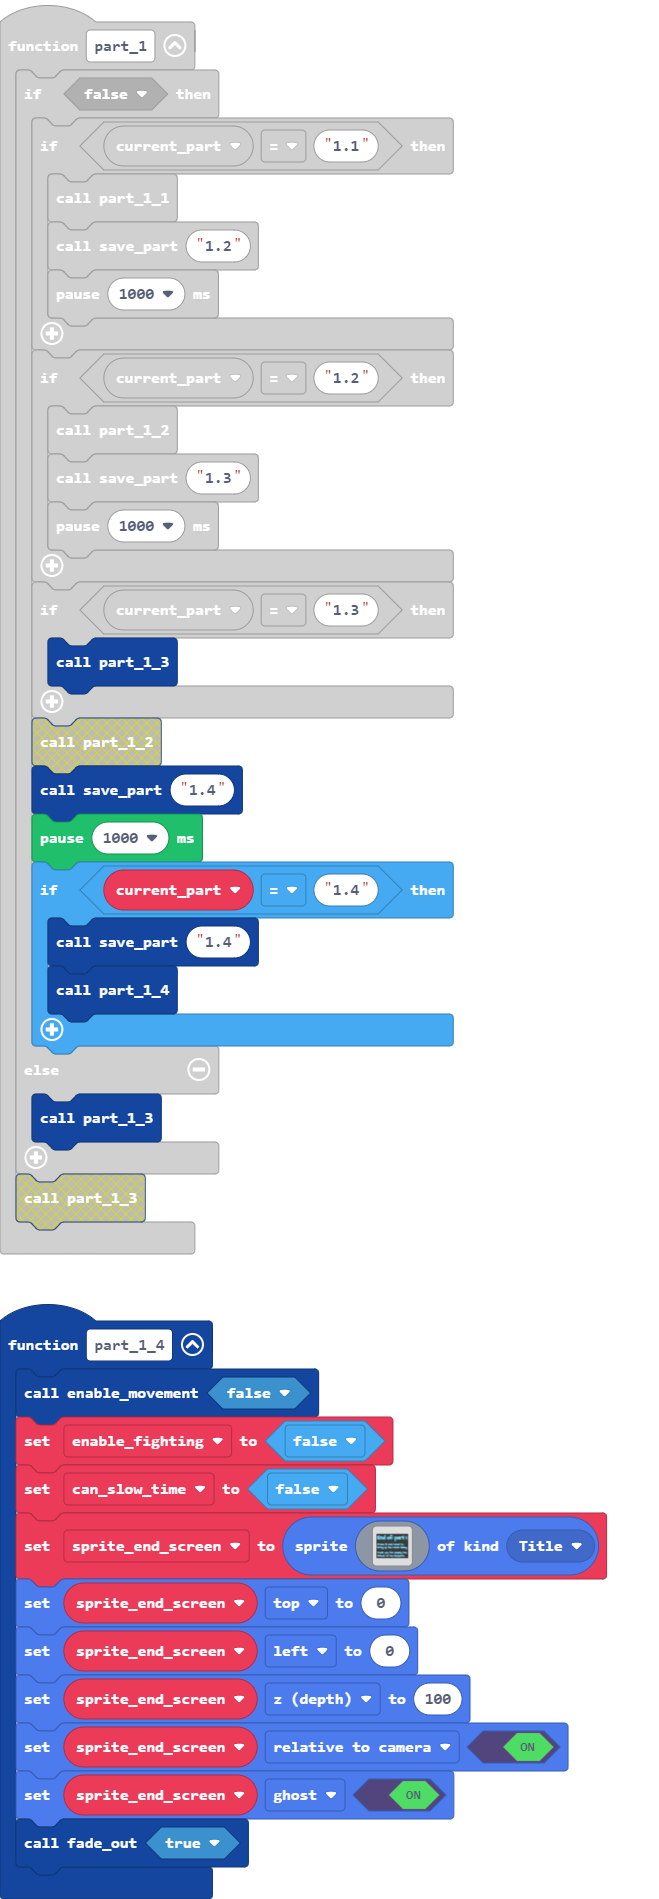 function part_1
if false then
if current_part = "1.1" then
call part_1_1
call save_part "1.2"
pause 1000 ms
if current_part = "1.2" then
call part_1_2
call save_part "1.3"
pause 1000 ms
if current_part = "1.3" then
call part_1_3
call part_1_2
call save_part "1.4"
pause 1000 ms
if current_part = "1.4" then
call save_part "1.4"
call part_1_4
else
call part_1_3
call part_1_3
function part_1_4
call enable_movement false
set enable_fighting to false
set can_slow_time to false
set sprite_end_screen to sprite of kind Title
set sprite_end_screen top to 0
set sprite_end_screen left to 0
set sprite_end_screen z (depth) to 100
set sprite_end_screen relative to camera ON
set sprite_end_screen ghost ON
call fade_out true